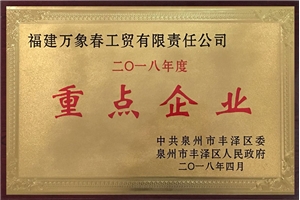 福建万象春工贸有限责任公司
二〇一八年度
重点企业
中共泉州市丰泽区委
泉州市丰泽区人民政府
二〇一八年四月